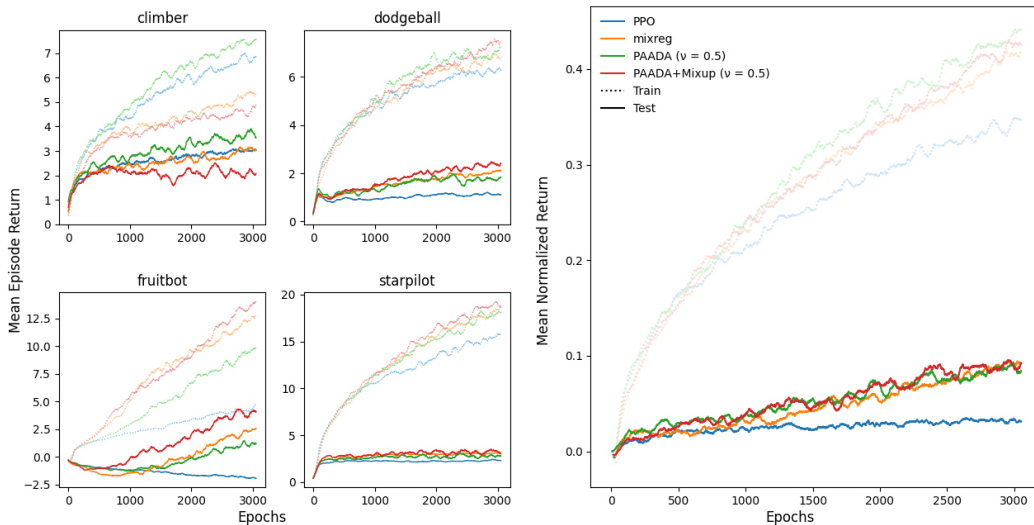 climber
dodgeball
7
6
5
4
3
2
1
0
0 1000 2000 3000
6
4
2
0
0 1000 2000 3000
Mean Episode Return
fruitbot
starpilot
12.5
10.0
7.5
5.0
2.5
0.0
−2.5
0 1000 2000 3000
20
15
10
5
0
0 1000 2000 3000
Epochs
PPO
mixreg
PAADA (ν = 0.5)
PAADA+Mixup (ν = 0.5)
Train
Test
Mean Normalized Return
0.4
0.3
0.2
0.1
0.0
0 500 1000 1500 2000 2500 3000
Epochs